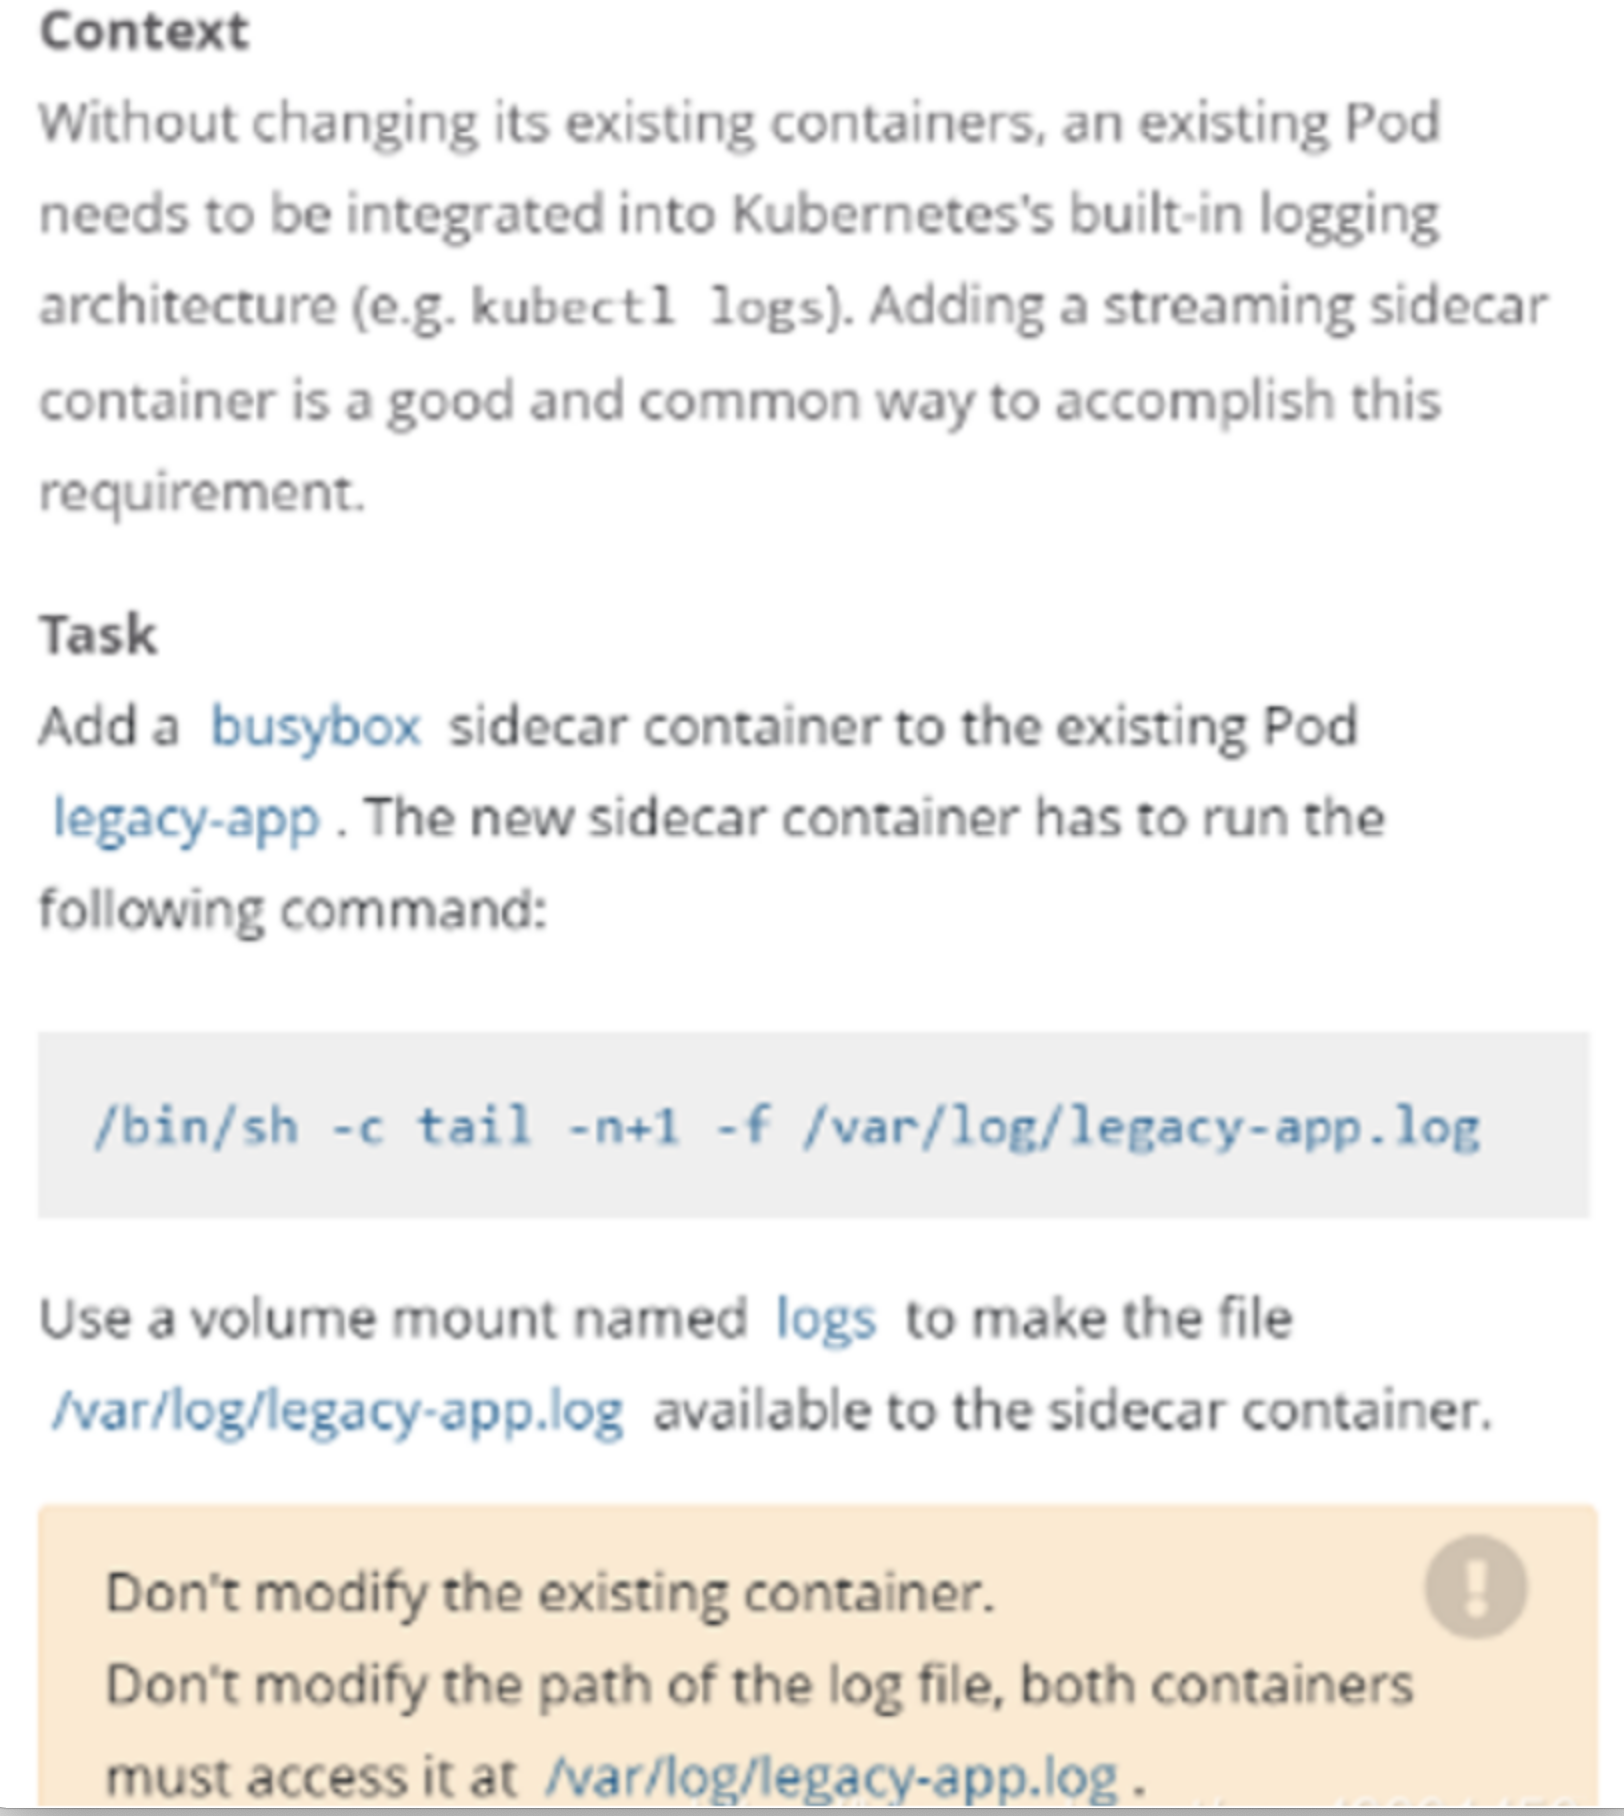 Context
Without changing its existing containers, an existing Pod
needs to be integrated into Kubernetes's built-in logging
architecture (e.g. kubectl logs). Adding a streaming sidecar
container is a good and common way to accomplish this
requirement.
Task
Add a busybox sidecar container to the existing Pod
legacy-app . The new sidecar container has to run the
following command:
/bin/sh -c tail -n+1 -f /var/log/legacy-app.log
Use a volume mount named logs to make the file
/var/log/legacy-app.log available to the sidecar container.
Don't modify the existing container.
Don't modify the path of the log file, both containers
must access it at /var/log/legacy-app.log .